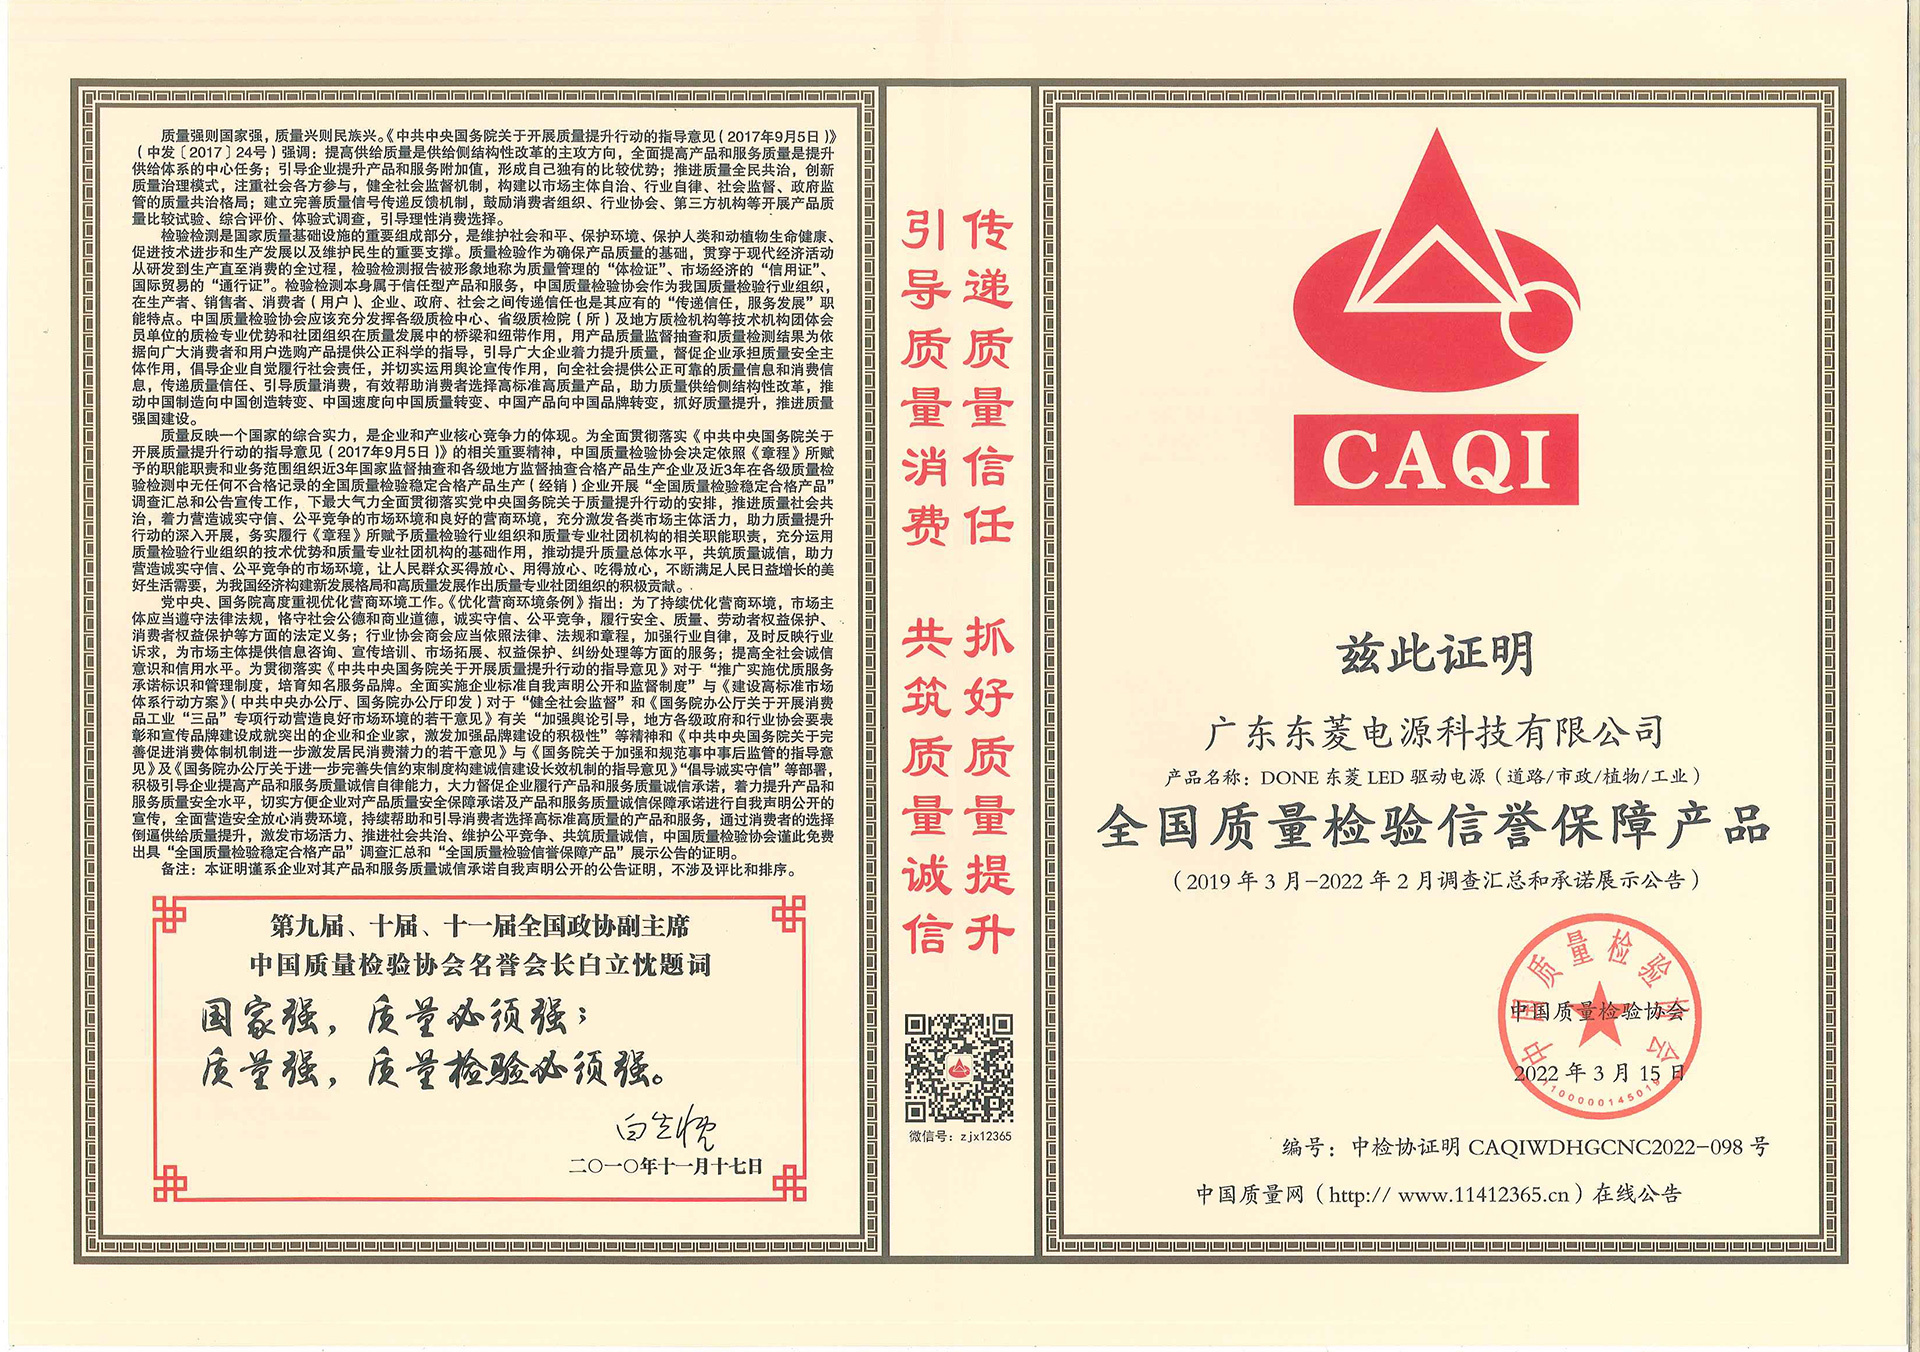 质量强则国家强，质量兴则民族兴。《中共中央国务院关于开展质量提升行动的指导意见（2017年9月5日）》
（中发〔2017〕24号）强调：提高供给质量是供给侧结构性改革的主攻方向，全面提高产品和服务质量是提升
供给体系的中心任务；引导企业提升产品和服务附加值，形成自己独有的比较优势；推进质量全民共治，创新
质量治理模式，注重社会各方参与，健全社会监督机制，构建以市场主体自治、行业自律、社会监督、政府监
管的质量共治格局；建立完善质量信号传递反馈机制，鼓励消费者组织、行业协会、第三方机构等开展产品质
量比较试验、综合评价、体验式调查，引导理性消费选择。
检验检测是国家质量基础设施的重要组成部分，是维护社会和平、保护环境、保护人类和动植物生命健康、
促进技术进步和生产发展以及维护民生的重要支撑。质量检验作为确保产品质量的基础，贯穿于现代经济活动
从研发到生产直至消费的全过程，检验检测报告被形象地称为质量管理的“体检证”、市场经济的“信用证”、
国际贸易的“通行证”。检验检测本身属于信任型产品和服务，中国质量检验协会作为我国质量检验行业组织，
在生产者、销售者、消费者（用户）、企业、政府、社会之间传递信任也是其应有的“传递信任，服务发展”职
能特点。中国质量检验协会应该充分发挥各级质检中心、省级质检院（所）及地方质检机构等技术机构团体会
员单位的质检专业优势和社团组织在质量发展中的桥梁和纽带作用，用产品质量监督抽查和质量检测结果为依
据向广大消费者和用户选购产品提供公正科学的指导，引导广大企业着力提升质量，督促企业承担质量安全主
体作用，倡导企业自觉履行社会责任，并切实运用舆论宣传作用，向全社会提供公正可靠的质量信息和消费信
息，传递质量信任、引导质量消费，有效帮助消费者选择高标准高质量产品，助力质量供给侧结构性改革，推
动中国制造向中国创造转变、中国速度向中国质量转变、中国产品向中国品牌转变，抓好质量提升，推进质量
强国建设。
质量反映一个国家的综合实力，是企业和产业核心竞争力的体现。为全面贯彻落实《中共中央国务院关于
开展质量提升行动的指导意见（2017年9月5日）》的相关重要精神，中国质量检验协会决定依照《章程》所赋
予的职能职责和业务范围组织近3年国家监督抽查和各级地方监督抽查合格产品生产企业及近3年在各级质量检
验检测中无任何不合格记录的全国质量检验稳定合格产品生产（经销）企业开展“全国质量检验稳定合格产品”
调查汇总和公告宣传工作，下最大气力全面贯彻落实党中央国务院关于质量提升行动的安排，推进质量社会共
治，着力营造诚实守信、公平竞争的市场环境和良好的营商环境，充分激发各类市场主体活力，助力质量提升
行动的深入开展，务实履行《章程》所赋予质量检验行业组织和质量专业社团机构的相关职能职责，充分运用
质量检验行业组织的技术优势和质量专业社团机构的基础作用，推动提升质量总体水平，共筑质量诚信，助力
营造诚实守信、公平竞争的市场环境，让人民群众买得放心、用得放心、吃得放心，不断满足人民日益增长的美
好生活需要，为我国经济构建新发展格局和高质量发展作出质量专业社团组织的积极贡献。
党中央、国务院高度重视优化营商环境工作。《优化营商环境条例》指出：为了持续优化营商环境，市场主
体应当遵守法律法规，恪守社会公德和商业道德，诚实守信、公平竞争，履行安全、质量、劳动者权益保护、
消费者权益保护等方面的法定义务；行业协会商会应当依照法律、法规和章程，加强行业自律，及时反映行业
诉求，为市场主体提供信息咨询、宣传培训、市场拓展、权益保护、纠纷处理等方面的服务；提高全社会诚信
意识和信用水平。为贯彻落实《中共中央国务院关于开展质量提升行动的指导意见》对于“推广实施优质服务
承诺标识和管理制度，培育知名服务品牌。全面实施企业标准自我声明公开和监督制度”与《建设高标准市场
体系行动方案》（中共中央办公厅、国务院办公厅印发）对于“健全社会监督”和《国务院办公厅关于开展消费
品工业“三品”专项行动营造良好市场环境的若干意见》有关“加强舆论引导，地方各级政府和行业协会要表
彰和宣传品牌建设成就突出的企业和企业家，激发加强品牌建设的积极性”等精神和《中共中央国务院关于完
善促进消费体制机制进一步激发居民消费潜力的若干意见》与《国务院关于加强和规范事中事后监管的指导意
见》及《国务院办公厅关于进一步完善失信约束制度构建诚信建设长效机制的指导意见》“倡导诚实守信”等部署，
积极引导企业提高产品和服务质量诚信自律能力，大力督促企业履行产品和服务质量诚信承诺，着力提升产品和
服务质量安全水平，切实方便企业对产品质量安全保障承诺及产品和服务质量诚信保障承诺进行自我声明公开的
宣传，全面营造安全放心消费环境，持续帮助和引导消费者选择高标准高质量的产品和服务，通过消费者的选择
倒逼供给质量提升，激发市场活力、推进社会共治、维护公平竞争、共筑质量诚信，中国质量检验协会谨此免费
出具“全国质量检验稳定合格产品”调查汇总和“全国质量检验信誉保障产品”展示公告的证明。
备注：本证明谨系企业对其产品和服务质量诚信承诺自我声明公开的公告证明，不涉及评比和排序。
第九届、十届、十一届全国政协副主席
中国质量检验协会名誉会长白立忱题词
国家强，质量必须强；
质量强，质量检验必须强。
白立忱
二〇一〇年十一月十七日
传递质量信任 抓好质量提升
引导质量消费 共筑质量诚信
微信号：zjx12365
CAQI
兹此证明
广东东菱电源科技有限公司
产品名称：DONE 东菱 LED 驱动电源（道路/市政/植物/工业）
全国质量检验信誉保障产品
（2019 年 3 月-2022 年 2 月调查汇总和承诺展示公告）
中国质量检验协会
中国质量检验协会
2022 年 3 月 15 日
编号：中检协证明 CAQIWDHGCNC2022-098 号
中国质量网（http:// www.11412365.cn）在线公告